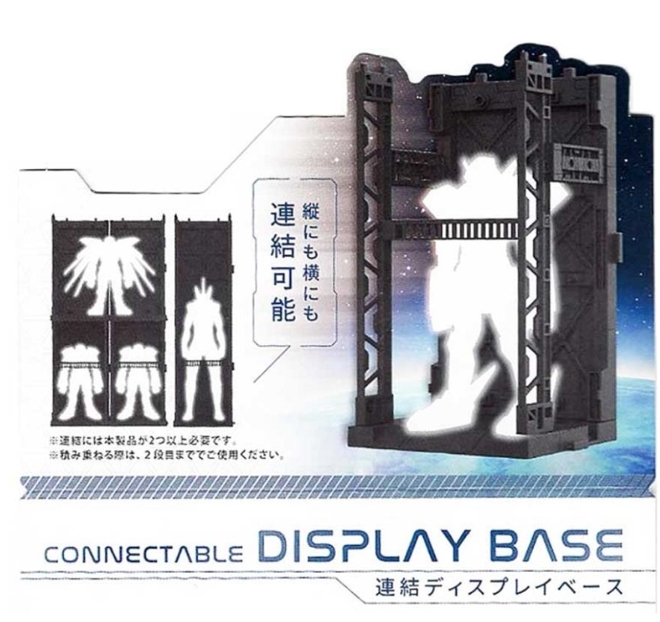 縦にも横にも
連結可能
※連結には本製品が2つ以上必要です。
※積み重ねる際は、2段目まででご使用ください。
CONNECTABLE DISPLAY BASE
連結ディスプレイベース